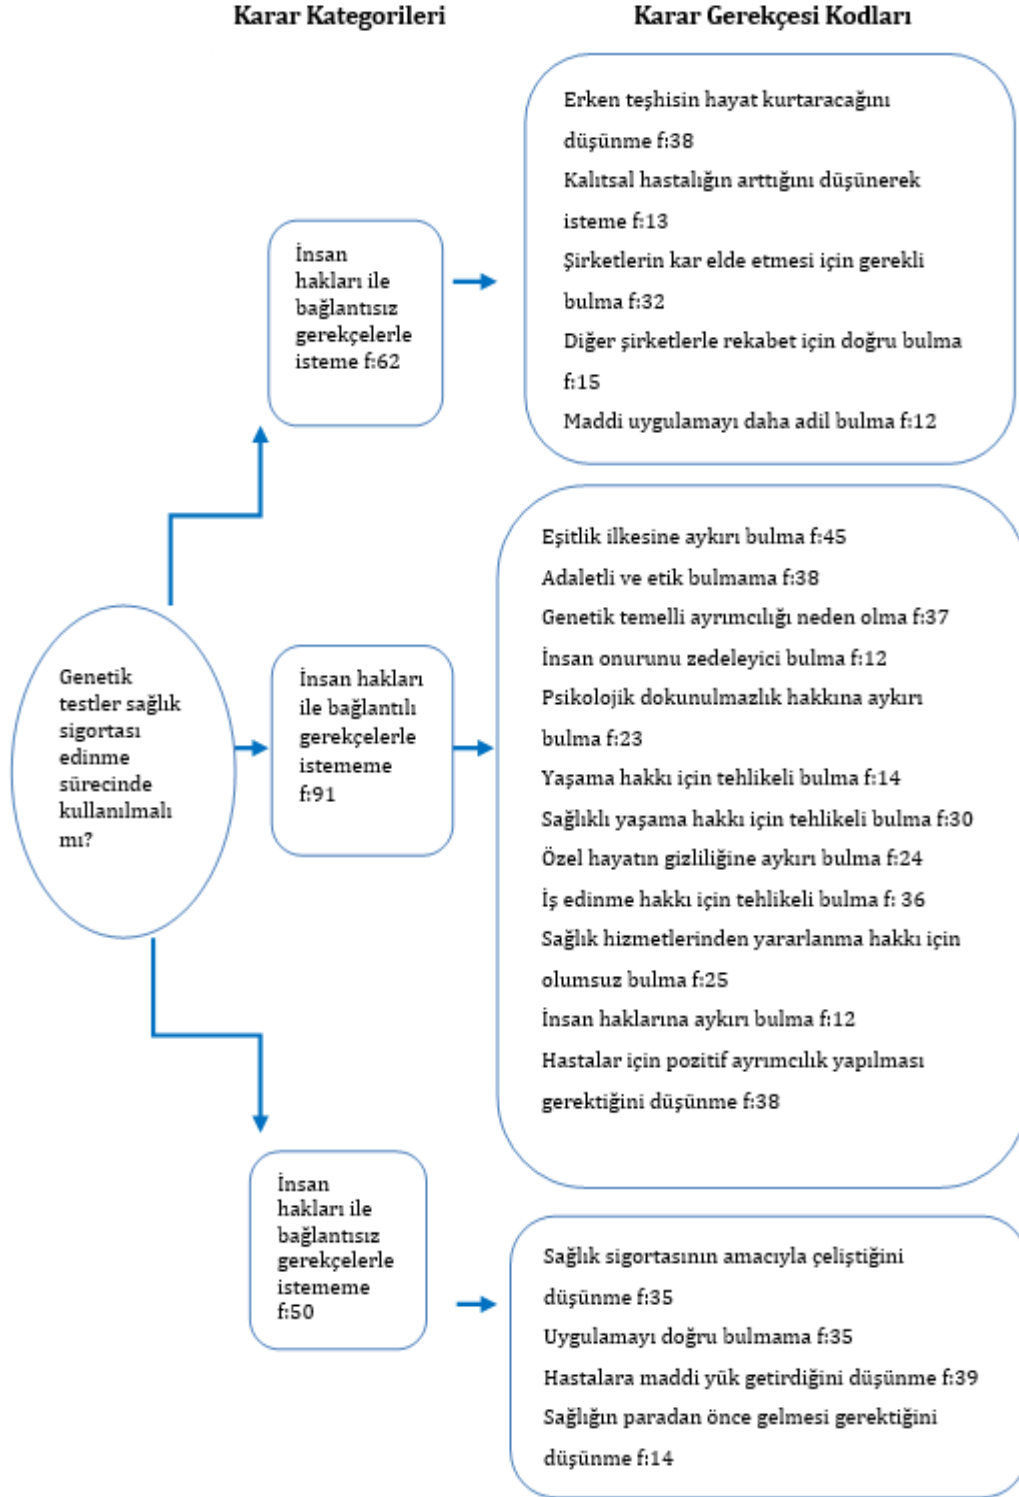 Karar Kategorileri
Karar Gerekçesi Kodları
Erken teşhisin hayat kurtaracağını
düşünme f:38
Kalıtsal hastalığın arttığını düşünerek
isteme f:13
Şirketlerin kar elde etmesi için gerekli
bulma f:32
Diğer şirketlerle rekabet için doğru bulma
f:15
Maddi uygulamayı daha adil bulma f:12
İnsan
hakları ile
bağlantısız
gerekçelerle
isteme f:62
Eşitlik ilkesine aykırı bulma f:45
Adaletli ve etik bulmama f:38
Genetik temelli ayrımcılığı neden olma f:37
İnsan onurunu zedeleyici bulma f:12
Psikolojik dokunulmazlık hakkına aykırı
bulma f:23
Yaşama hakkı için tehlikeli bulma f:14
Sağlıklı yaşama hakkı için tehlikeli bulma f:30
Özel hayatın gizliliğine aykırı bulma f:24
İş edinme hakkı için tehlikeli bulma f: 36
Sağlık hizmetlerinden yararlanma hakkı için
olumsuz bulma f:25
İnsan haklarına aykırı bulma f:12
Hastalar için pozitif ayrımcılık yapılması
gerektiğini düşünme f:38
Genetik
testler sağlık
sigortası
edinme
sürecinde
kullanılmalı
mı?
İnsan hakları
ile bağlantılı
gerekçelerle
istememe
f:91
İnsan
hakları ile
bağlantısız
gerekçelerle
istememe
f:50
Sağlık sigortasının amacıyla çeliştiğini
düşünme f:35
Uygulamayı doğru bulmama f:35
Hastalara maddi yük getirdiğini düşünme f:39
Sağlığın paradan önce gelmesi gerektiğini
düşünme f:14